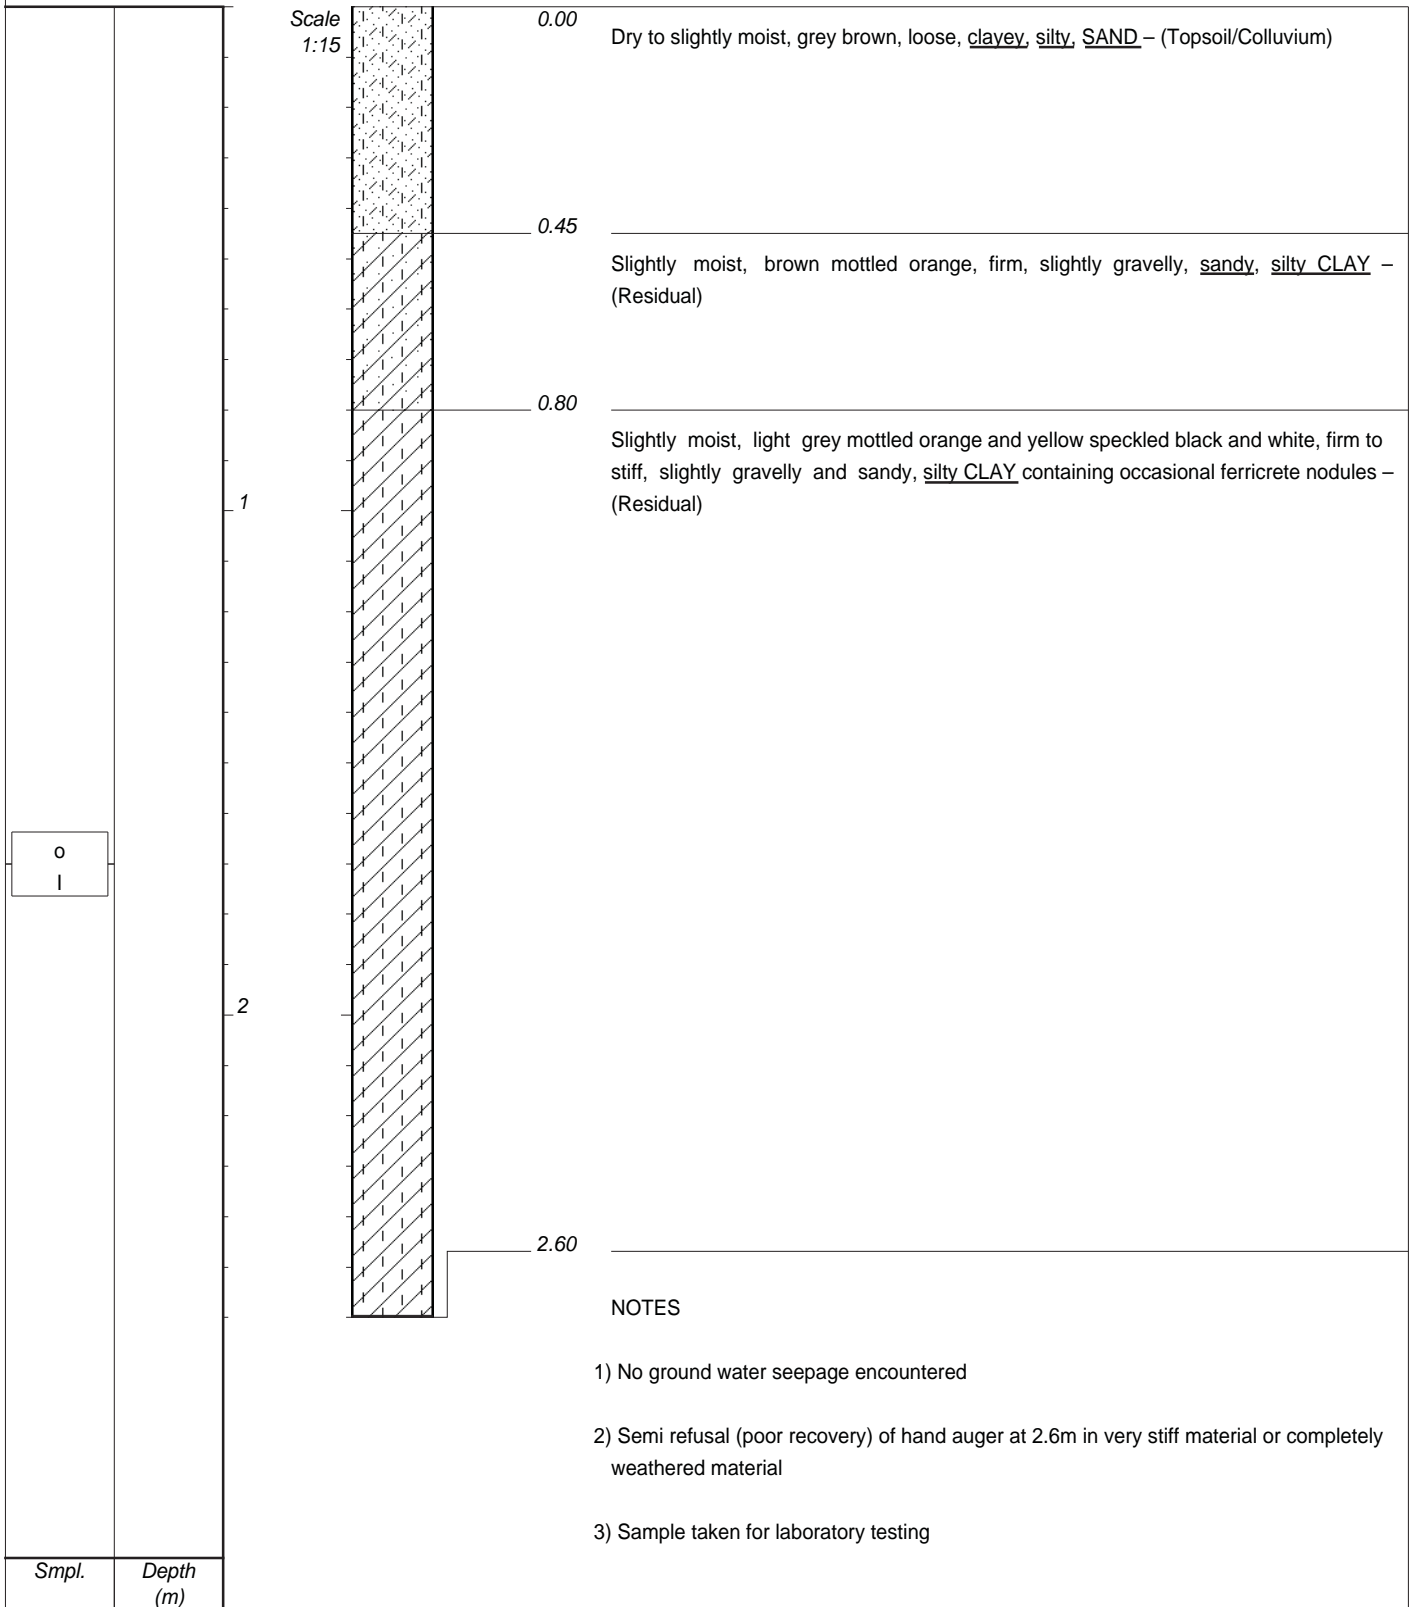 Scale
1:15
0.00
Dry to slightly moist, grey brown, loose, clayey, silty, SAND – (Topsoil/Colluvium)
0.45
Slightly moist, brown mottled orange, firm, slightly gravelly, sandy, silty CLAY –
(Residual)
0.80
Slightly moist, light grey mottled orange and yellow speckled black and white, firm to
stiff, slightly gravelly and sandy, silty CLAY containing occasional ferricrete nodules –
(Residual)
1
o
I
2
2.60
NOTES
1) No ground water seepage encountered
2) Semi refusal (poor recovery) of hand auger at 2.6m in very stiff material or completely
weathered material
3) Sample taken for laboratory testing
Smpl.
Depth
(m)